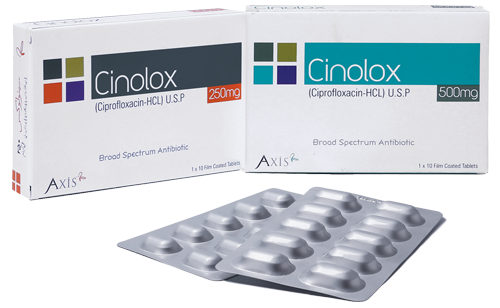 Cinolox
(Ciprofloxacin-HCL) U.S.P
250mg
Broad Spectrum Antibiotic
AXIS
1 x 10 Film Coated Tablets
Cinolox
(Ciprofloxacin-HCL) U.S.P
500mg
Broad Spectrum Antibiotic
AXIS
1 x 10 Film Coated Tablets